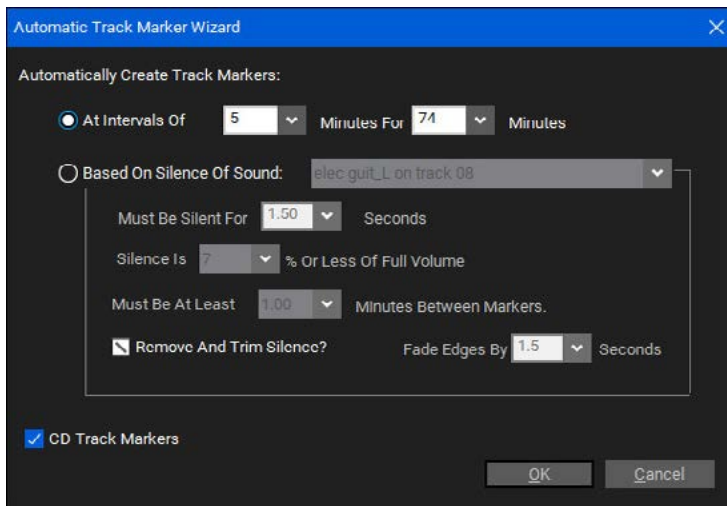 Automatic Track Marker Wizard
Automatically Create Track Markers:
At Intervals Of 5 Minutes For 74 Minutes
Based On Silence Of Sound: elec guit_L on track 08
Must Be Silent For 1.50 Seconds
Silence Is 7 % Or Less Of Full Volume
Must Be At Least 1.00 Minutes Between Markers.
Remove And Trim Silence? Fade Edges By 1.5 Seconds
CD Track Markers
OK Cancel